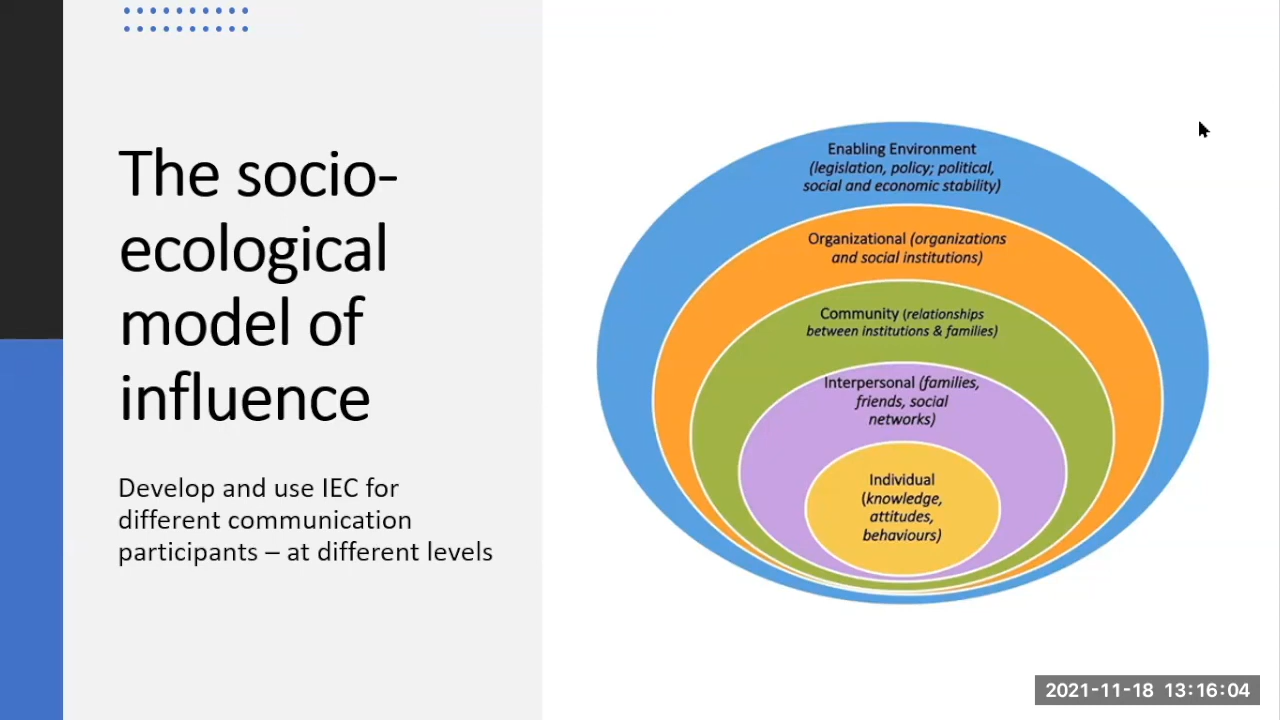 The socio-
ecological
model of
influence
Develop and use IEC for
different communication
participants – at different levels
Enabling Environment
(legislation, policy; political,
social and economic stability)
Organizational (organizations
and social institutions)
Community (relationships
between institutions & families)
Interpersonal (families,
friends, social
networks)
Individual
(knowledge,
attitudes,
behaviours)
2021-11-18 13:16:04